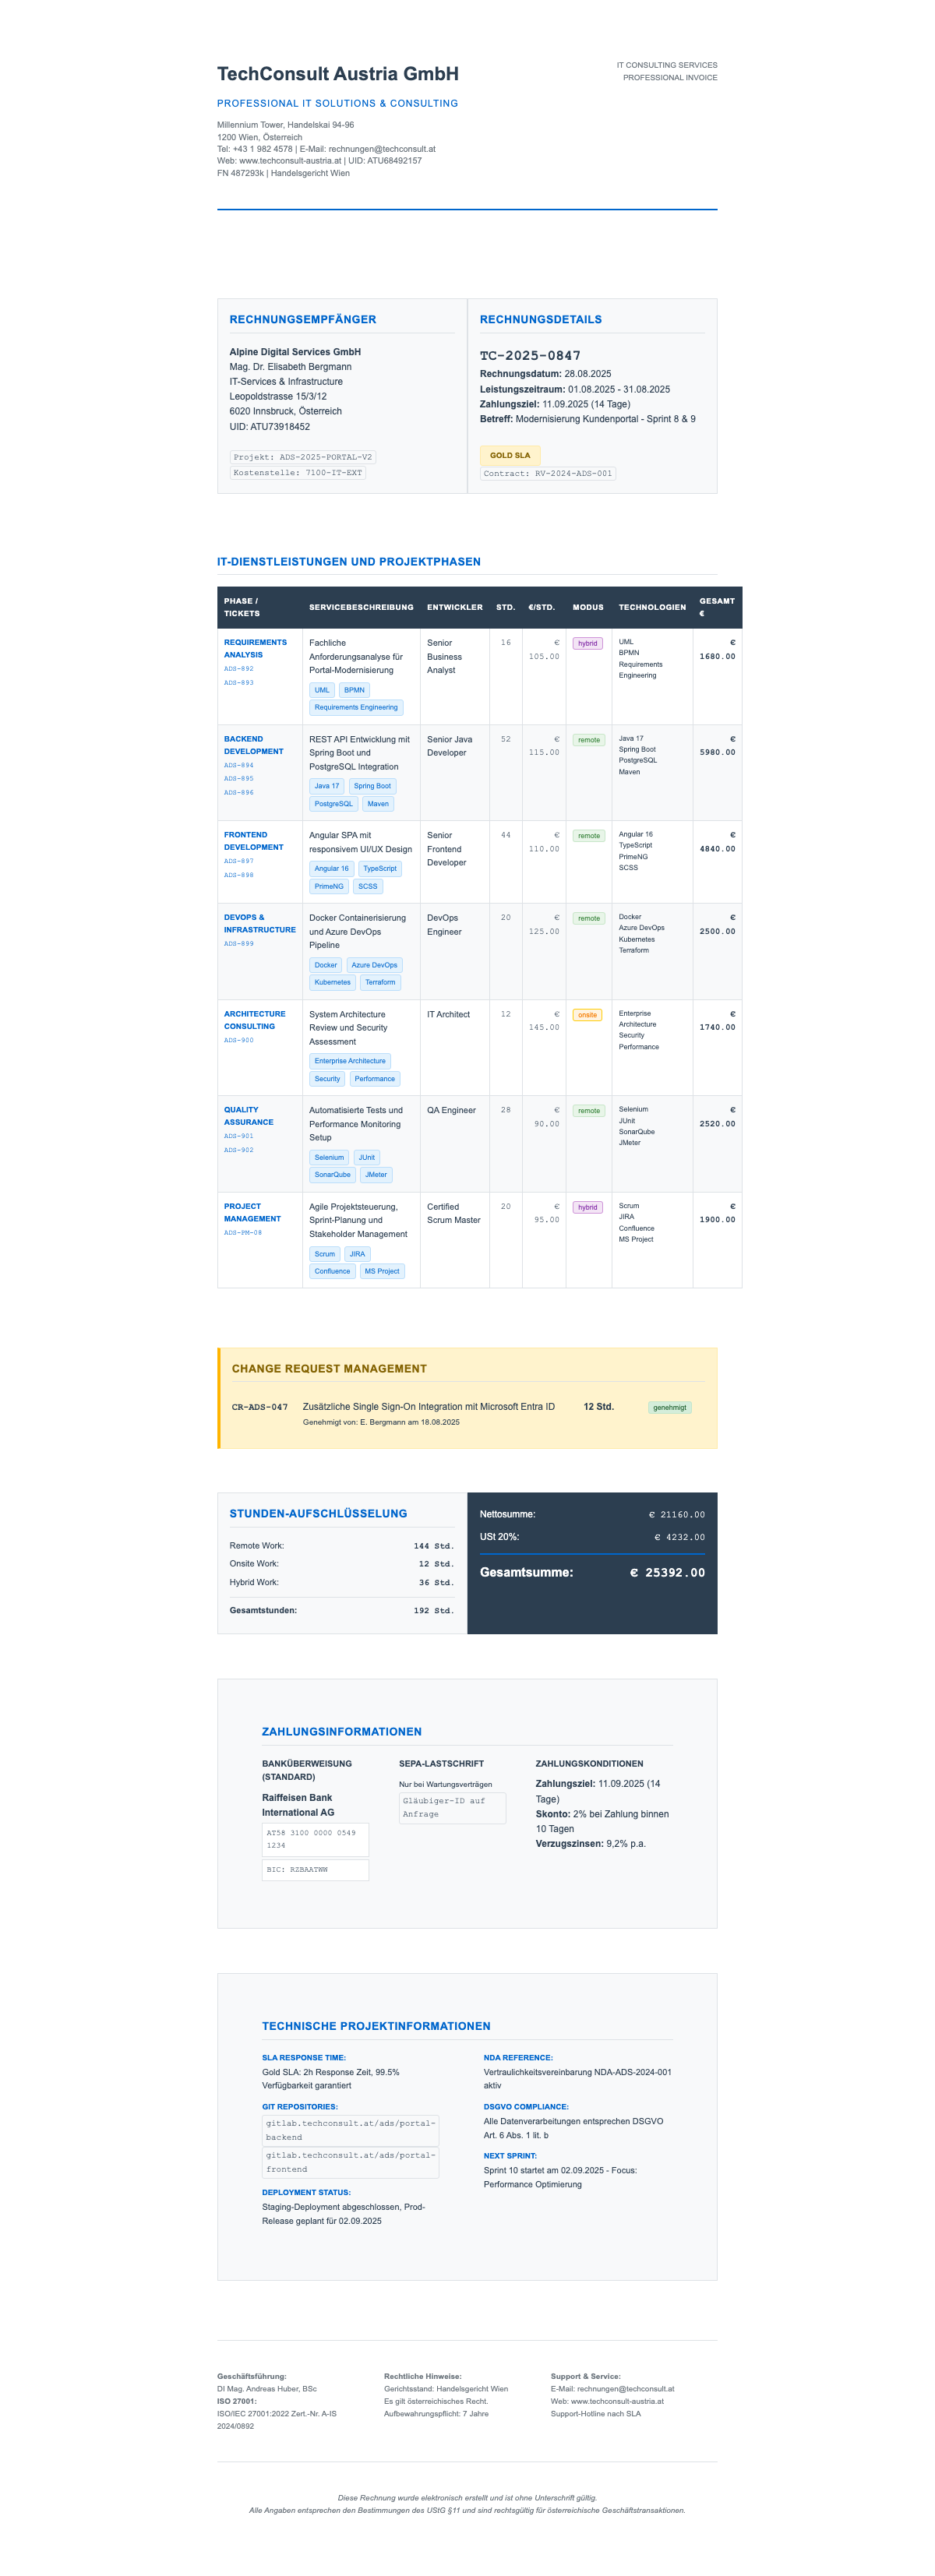 TechConsult Austria GmbH
IT CONSULTING SERVICES
PROFESSIONAL INVOICE
PROFESSIONAL IT SOLUTIONS & CONSULTING
Millennium Tower, Handelskai 94-96
1200 Wien, Österreich
Tel: +43 1 982 4578 | E-Mail: rechnungen@techconsult.at
Web: www.techconsult-austria.at | UID: ATU68492157
FN 487293k | Handelsgericht Wien
RECHNUNGSEMPFÄNGER
Alpine Digital Services GmbH
Mag. Dr. Elisabeth Bergmann
IT-Services & Infrastructure
Leopoldstrasse 15/3/12
6020 Innsbruck, Österreich
UID: ATU73918452
Projekt: ADS-2025-PORTAL-V2
Kostenstelle: 7100-IT-EXT
RECHNUNGSDETAILS
TC-2025-0847
Rechnungsdatum: 28.08.2025
Leistungszeitraum: 01.08.2025 - 31.08.2025
Zahlungsziel: 11.09.2025 (14 Tage)
Betreff: Modernisierung Kundenportal - Sprint 8 & 9
GOLD SLA
Contract: RV-2024-ADS-001
IT-DIENSTLEISTUNGEN UND PROJEKTPHASEN
PHASE /
TICKETS
SERVICEBESCHREIBUNG
ENTWICKLER
STD.
€/STD.
MODUS
TECHNOLOGIEN
GESAMT
€
REQUIREMENTS
ANALYSIS
ADS-892
ADS-893
Fachliche
Anforderungsanalyse für
Portal-Modernisierung
UML BPMN
Requirements Engineering
Senior
Business
Analyst
16
€
105.00
hybrid
UML
BPMN
Requirements
Engineering
€
1680.00
BACKEND
DEVELOPMENT
ADS-894
ADS-895
ADS-896
REST API Entwicklung mit
Spring Boot und
PostgreSQL Integration
Java 17 Spring Boot
PostgreSQL Maven
Senior Java
Developer
52
€
115.00
remote
Java 17
Spring Boot
PostgreSQL
Maven
€
5980.00
FRONTEND
DEVELOPMENT
ADS-897
ADS-898
Angular SPA mit
responsivem UI/UX Design
Angular 16 TypeScript
PrimeNG SCSS
Senior
Frontend
Developer
44
€
110.00
remote
Angular 16
TypeScript
PrimeNG
SCSS
€
4840.00
DEVOPS &
INFRASTRUCTURE
ADS-899
Docker Containerisierung
und Azure DevOps
Pipeline
Docker Azure DevOps
Kubernetes Terraform
DevOps
Engineer
20
€
125.00
remote
Docker
Azure DevOps
Kubernetes
Terraform
€
2500.00
ARCHITECTURE
CONSULTING
ADS-900
System Architecture
Review und Security
Assessment
Enterprise Architecture
Security Performance
IT Architect
12
€
145.00
onsite
Enterprise
Architecture
Security
Performance
€
1740.00
QUALITY
ASSURANCE
ADS-901
ADS-902
Automatisierte Tests und
Performance Monitoring
Setup
Selenium JUnit
SonarQube JMeter
QA Engineer
28
€
90.00
remote
Selenium
JUnit
SonarQube
JMeter
€
2520.00
PROJECT
MANAGEMENT
ADS-PM-08
Agile Projektsteuerung,
Sprint-Planung und
Stakeholder Management
Scrum JIRA
Confluence MS Project
Certified
Scrum Master
20
€
95.00
hybrid
Scrum
JIRA
Confluence
MS Project
€
1900.00
CHANGE REQUEST MANAGEMENT
CR-ADS-047
Zusätzliche Single Sign-On Integration mit Microsoft Entra ID
Genehmigt von: E. Bergmann am 18.08.2025
12 Std.
genehmigt
STUNDEN-AUFSCHLÜSSELUNG
Remote Work: 144 Std.
Onsite Work: 12 Std.
Hybrid Work: 36 Std.
Gesamtstunden: 192 Std.
Nettosumme: € 21160.00
USt 20%: € 4232.00
Gesamtsumme: € 25392.00
ZAHLUNGSINFORMATIONEN
BANKÜBERWEISUNG
(STANDARD)
Raiffeisen Bank
International AG
AT58 3100 0000 0549
1234
BIC: RZBAATWW
SEPA-LASTSCHRIFT
Nur bei Wartungsverträgen
Gläubiger-ID auf
Anfrage
ZAHLUNGSKONDITIONEN
Zahlungsziel: 11.09.2025 (14
Tage)
Skonto: 2% bei Zahlung binnen
10 Tagen
Verzugszinsen: 9,2% p.a.
TECHNISCHE PROJEKTINFORMATIONEN
SLA RESPONSE TIME:
Gold SLA: 2h Response Zeit, 99.5%
Verfügbarkeit garantiert
GIT REPOSITORIES:
gitlab.techconsult.at/ads/portal-
backend
gitlab.techconsult.at/ads/portal-
frontend
DEPLOYMENT STATUS:
Staging-Deployment abgeschlossen, Prod-
Release geplant für 02.09.2025
NDA REFERENCE:
Vertraulichkeitsvereinbarung NDA-ADS-2024-001
aktiv
DSGVO COMPLIANCE:
Alle Datenverarbeitungen entsprechen DSGVO
Art. 6 Abs. 1 lit. b
NEXT SPRINT:
Sprint 10 startet am 02.09.2025 - Focus:
Performance Optimierung
Geschäftsführung:
DI Mag. Andreas Huber, BSc
ISO 27001:
ISO/IEC 27001:2022 Zert.-Nr. A-IS
2024/0892
Rechtliche Hinweise:
Gerichtsstand: Handelsgericht Wien
Es gilt österreichisches Recht.
Aufbewahrungspflicht: 7 Jahre
Support & Service:
E-Mail: rechnungen@techconsult.at
Web: www.techconsult-austria.at
Support-Hotline nach SLA
Diese Rechnung wurde elektronisch erstellt und ist ohne Unterschrift gültig.
Alle Angaben entsprechen den Bestimmungen des UStG §11 und sind rechtsgültig für österreichische Geschäftstransaktionen.